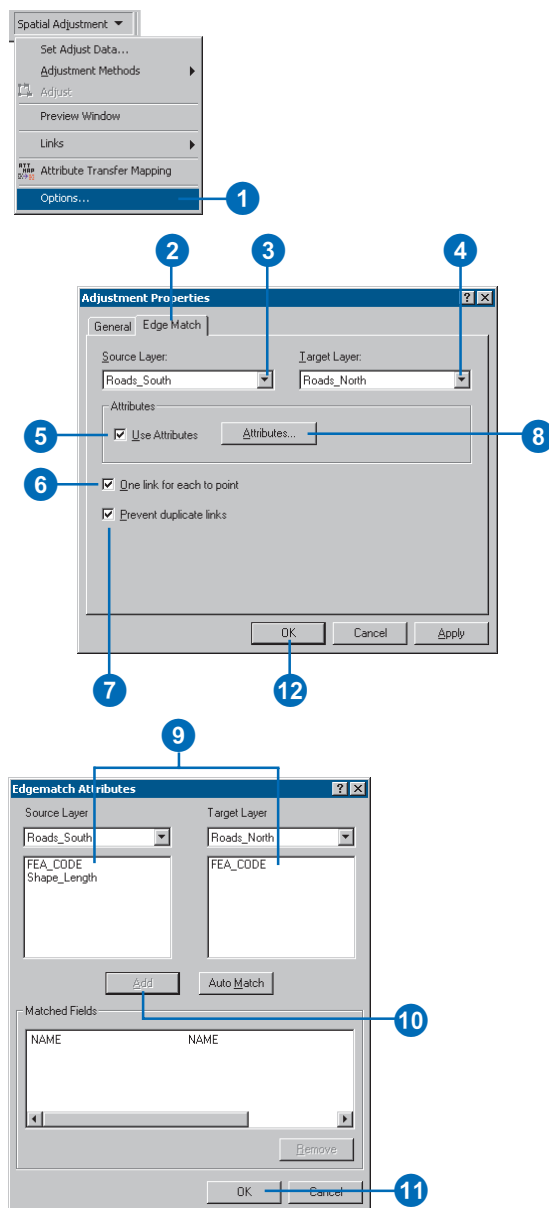 Spatial Adjustment
Set Adjust Data...
Adjustment Methods
Adjust
Preview Window
Links
ATT MAP Attribute Transfer Mapping
Options...
1
2
3
4
Adjustment Properties
General Edge Match
Source Layer: Target Layer:
Roads_South Roads_North
Attributes
5 Use Attributes Attributes... 8
6 One link for each to point
Prevent duplicate links
OK Cancel Apply
7 12
9
Edgematch Attributes
Source Layer Target Layer
Roads_South Roads_North
FEA_CODE FEA_CODE
Shape_Length
Add Auto Match
10
Matched Fields
NAME NAME
Remove
OK Cancel 11